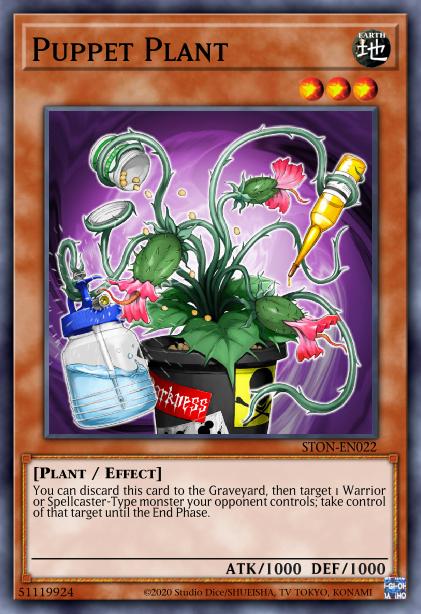 PUPPET PLANT
EARTH
地
darkness
STON-EN022
[PLANT / EFFECT]
You can discard this card to the Graveyard, then target 1 Warrior
or Spellcaster-Type monster your opponent controls; take control
of that target until the End Phase.
ATK/1000 DEF/1000
51119924
©2020 Studio Dice/SHUEISHA, TV TOKYO, KONAMI